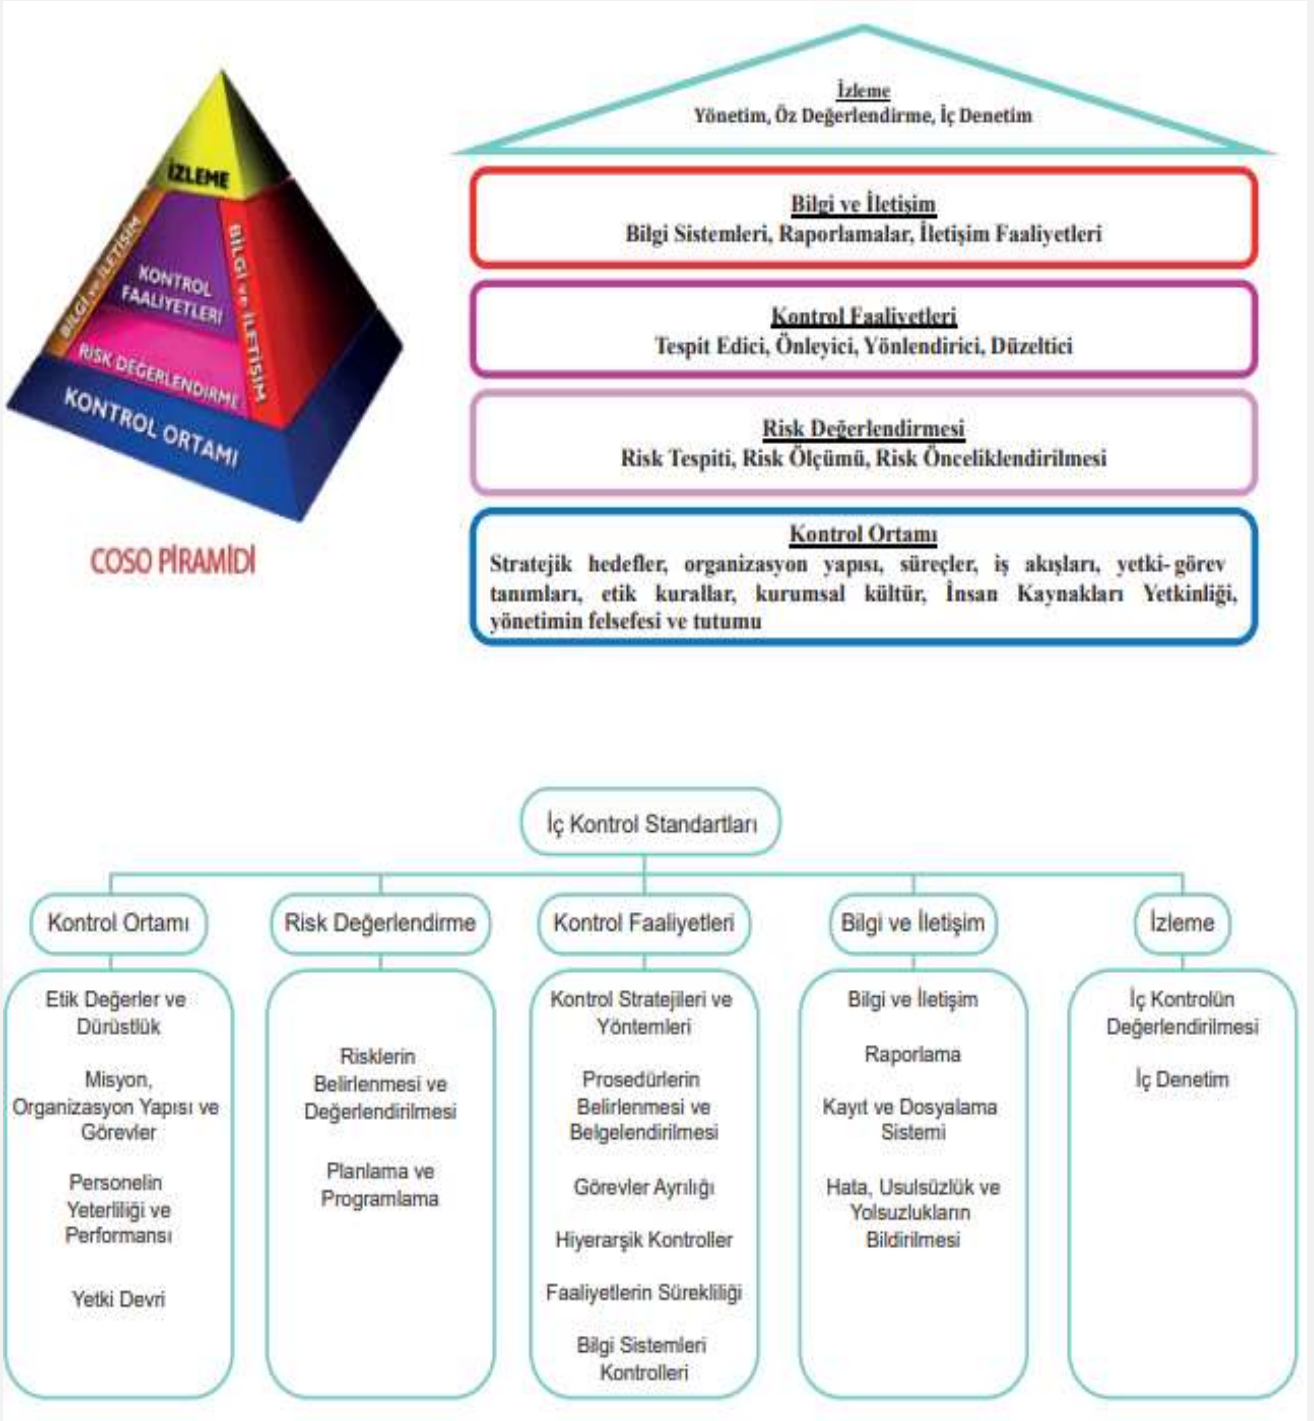 İZLEME
BİLGİ ve İLETİŞİM
BİLGİ ve İLETİŞİM
KONTROL
FAALİYETLERİ
RİSK DEĞERLENDİRME
KONTROL ORTAMI
COSO PİRAMİDİ
İzleme
Yönetim, Öz Değerlendirme, İç Denetim
Bilgi ve İletişim
Bilgi Sistemleri, Raporlamalar, İletişim Faaliyetleri
Kontrol Faaliyetleri
Tespit Edici, Önleyici, Yönlendirici, Düzeltici
Risk Değerlendirmesi
Risk Tespiti, Risk Ölçümü, Risk Önceliklendirilmesi
Kontrol Ortamı
Stratejik hedefler, organizasyon yapısı, süreçler, iş akışları, yetki-görev
tanımları, etik kurallar, kurumsal kültür, İnsan Kaynakları Yetkinliği,
yönetimin felsefesi ve tutumu
İç Kontrol Standartları
Kontrol Ortamı
Etik Değerler ve
Dürüstlük
Misyon,
Organizasyon Yapısı ve
Görevler
Personelin
Yeterliliği ve
Performansı
Yetki Devri
Risk Değerlendirme
Risklerin
Belirlenmesi ve
Değerlendirilmesi
Planlama ve
Programlama
Kontrol Faaliyetleri
Kontrol Stratejileri ve
Yöntemleri
Prosedürlerin
Belirlenmesi ve
Belgelendirilmesi
Görevler Ayrılığı
Hiyerarşik Kontroller
Faaliyetlerin Sürekliliği
Bilgi Sistemleri
Kontrolleri
Bilgi ve İletişim
Bilgi ve İletişim
Raporlama
Kayıt ve Dosyalama
Sistemi
Hata, Usulsüzlük ve
Yolsuzlukların
Bildirilmesi
İzleme
İç Kontrolün
Değerlendirilmesi
İç Denetim